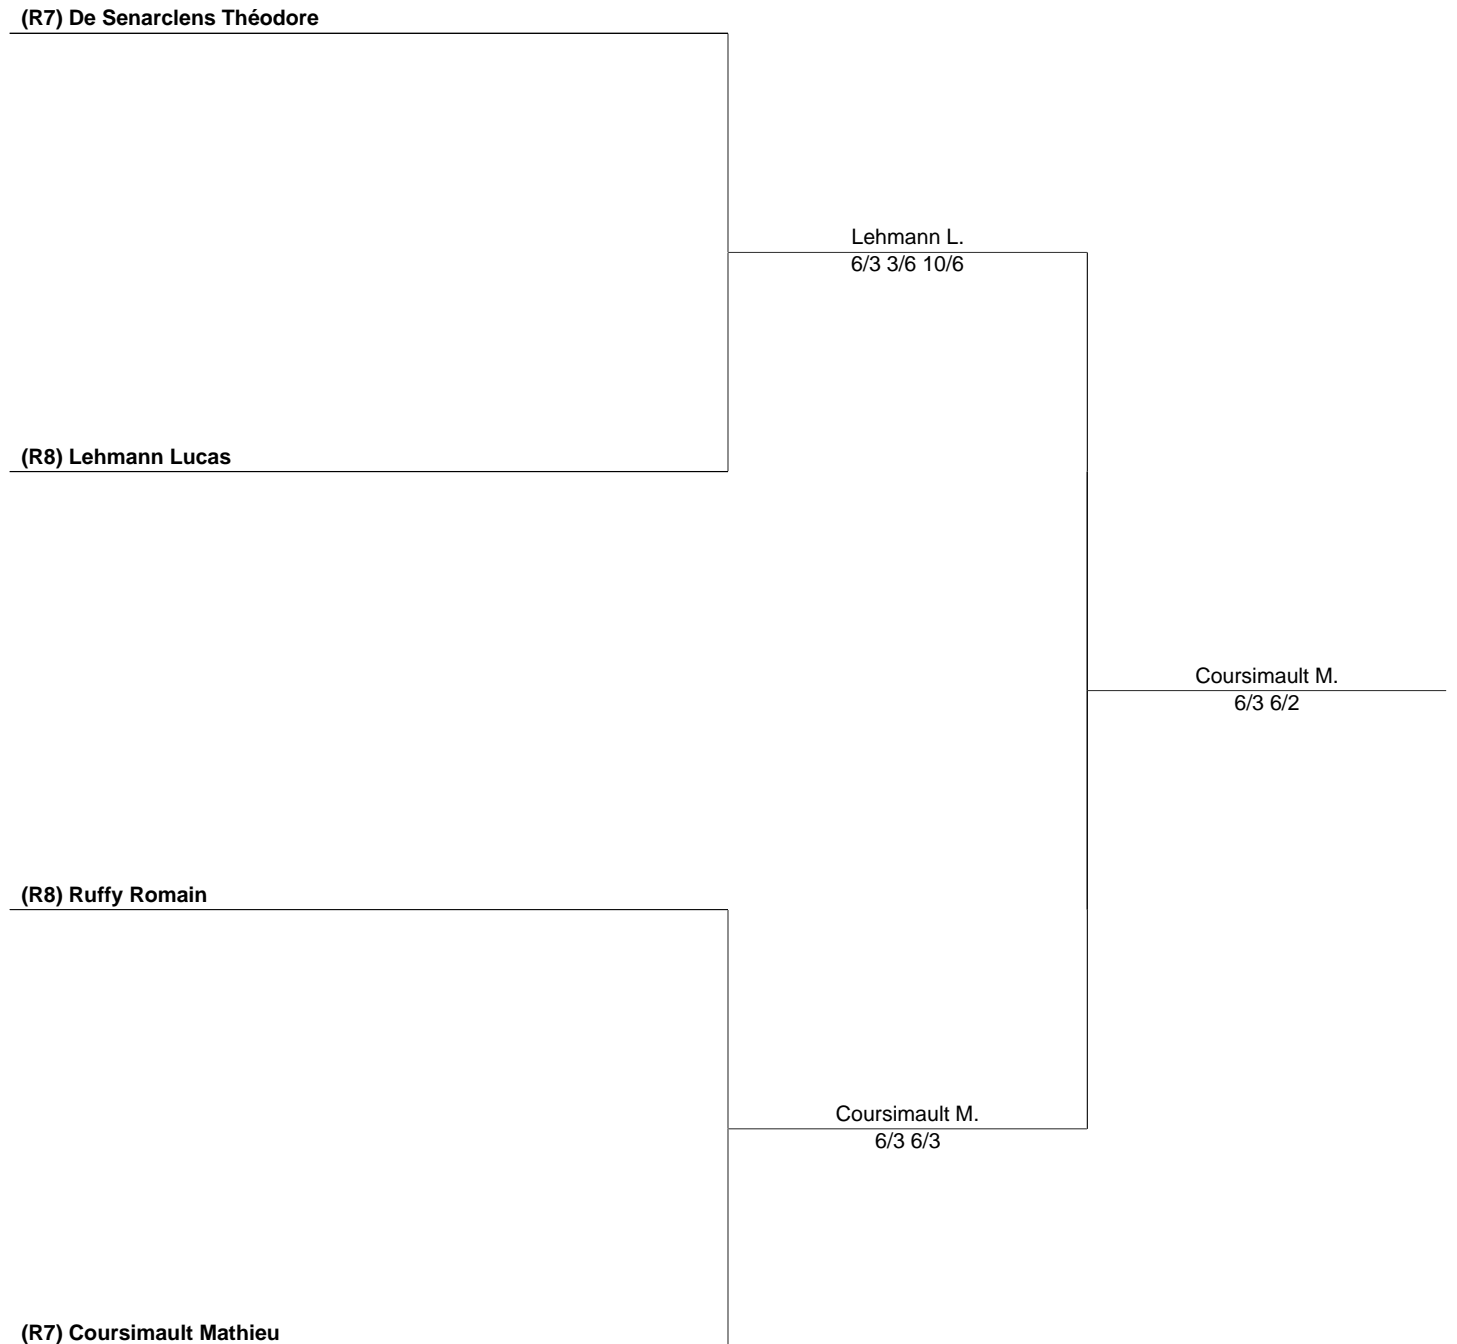 (R7) De Senarclens Théodore
Lehmann L.
6/3 3/6 10/6
(R8) Lehmann Lucas
Coursimault M.
6/3 6/2
(R8) Ruffy Romain
Coursimault M.
6/3 6/3
(R7) Coursimault Mathieu